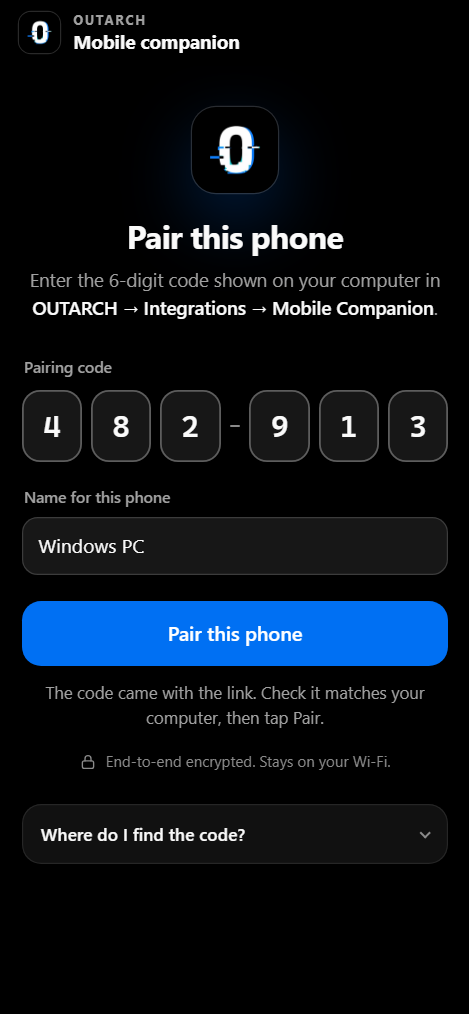 OUTARCH
Mobile companion
Pair this phone
Enter the 6-digit code shown on your computer in
OUTARCH → Integrations → Mobile Companion.
Pairing code
4 8 2 – 9 1 3
Name for this phone
Windows PC
Pair this phone
The code came with the link. Check it matches your
computer, then tap Pair.
End-to-end encrypted. Stays on your Wi-Fi.
Where do I find the code?